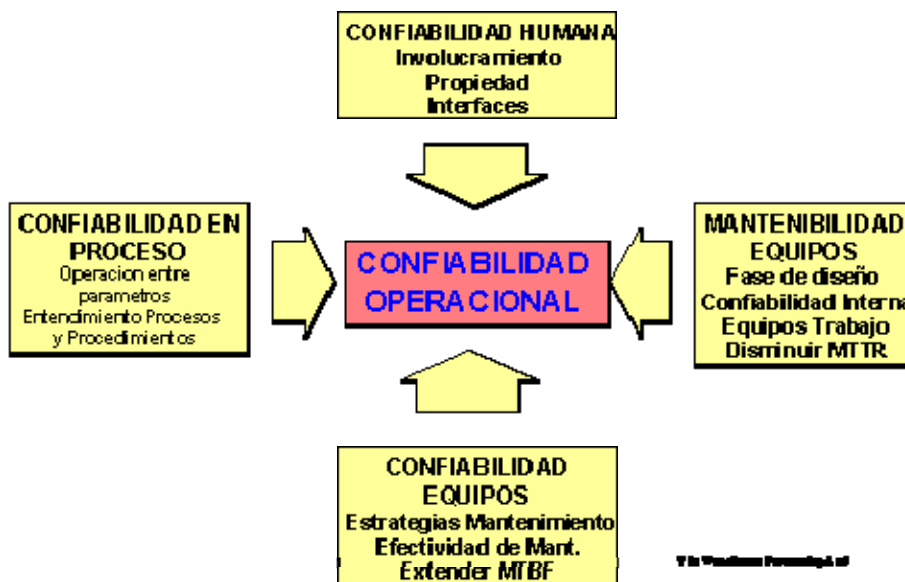 CONFIABILIDAD HUMANA
Involucramiento
Propiedad
Interfaces
CONFIABILIDAD EN
PROCESO
Operacion entre
parametros
Entendimiento Procesos
y Procedimientos
CONFIABILIDAD
OPERACIONAL
MANTENIBILIDAD
EQUIPOS
Fase de diseño
Confiabilidad Interna
Equipos Trabajo
Disminuir MTTR
CONFIABILIDAD
EQUIPOS
Estrategias Mantenimiento
Efectividad de Mant.
Extender MTBF